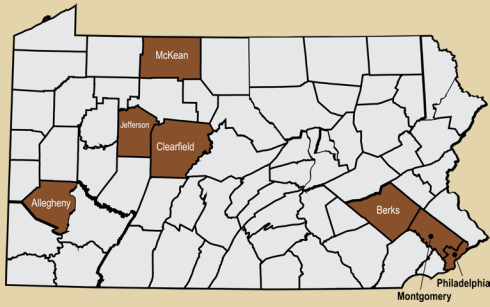 McKean
Jefferson
Clearfield
Allegheny
Berks
Philadelphia
Montgomery